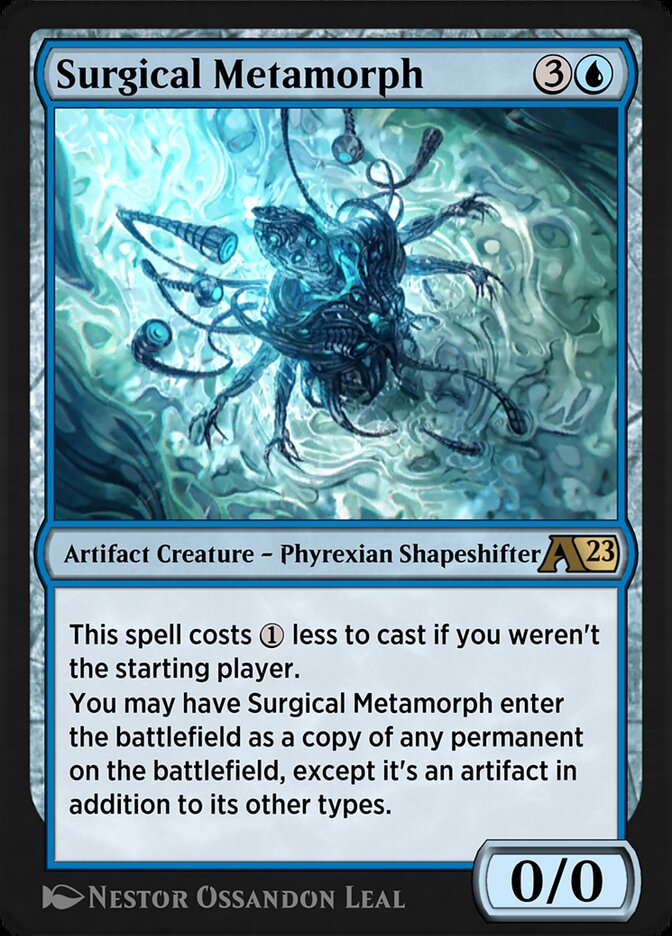 Surgical Metamorph 3
Artifact Creature – Phyrexian Shapeshifter A23
This spell costs 1 less to cast if you weren't
the starting player.
You may have Surgical Metamorph enter
the battlefield as a copy of any permanent
on the battlefield, except it's an artifact in
addition to its other types.
0/0
Nestor Ossandon Leal